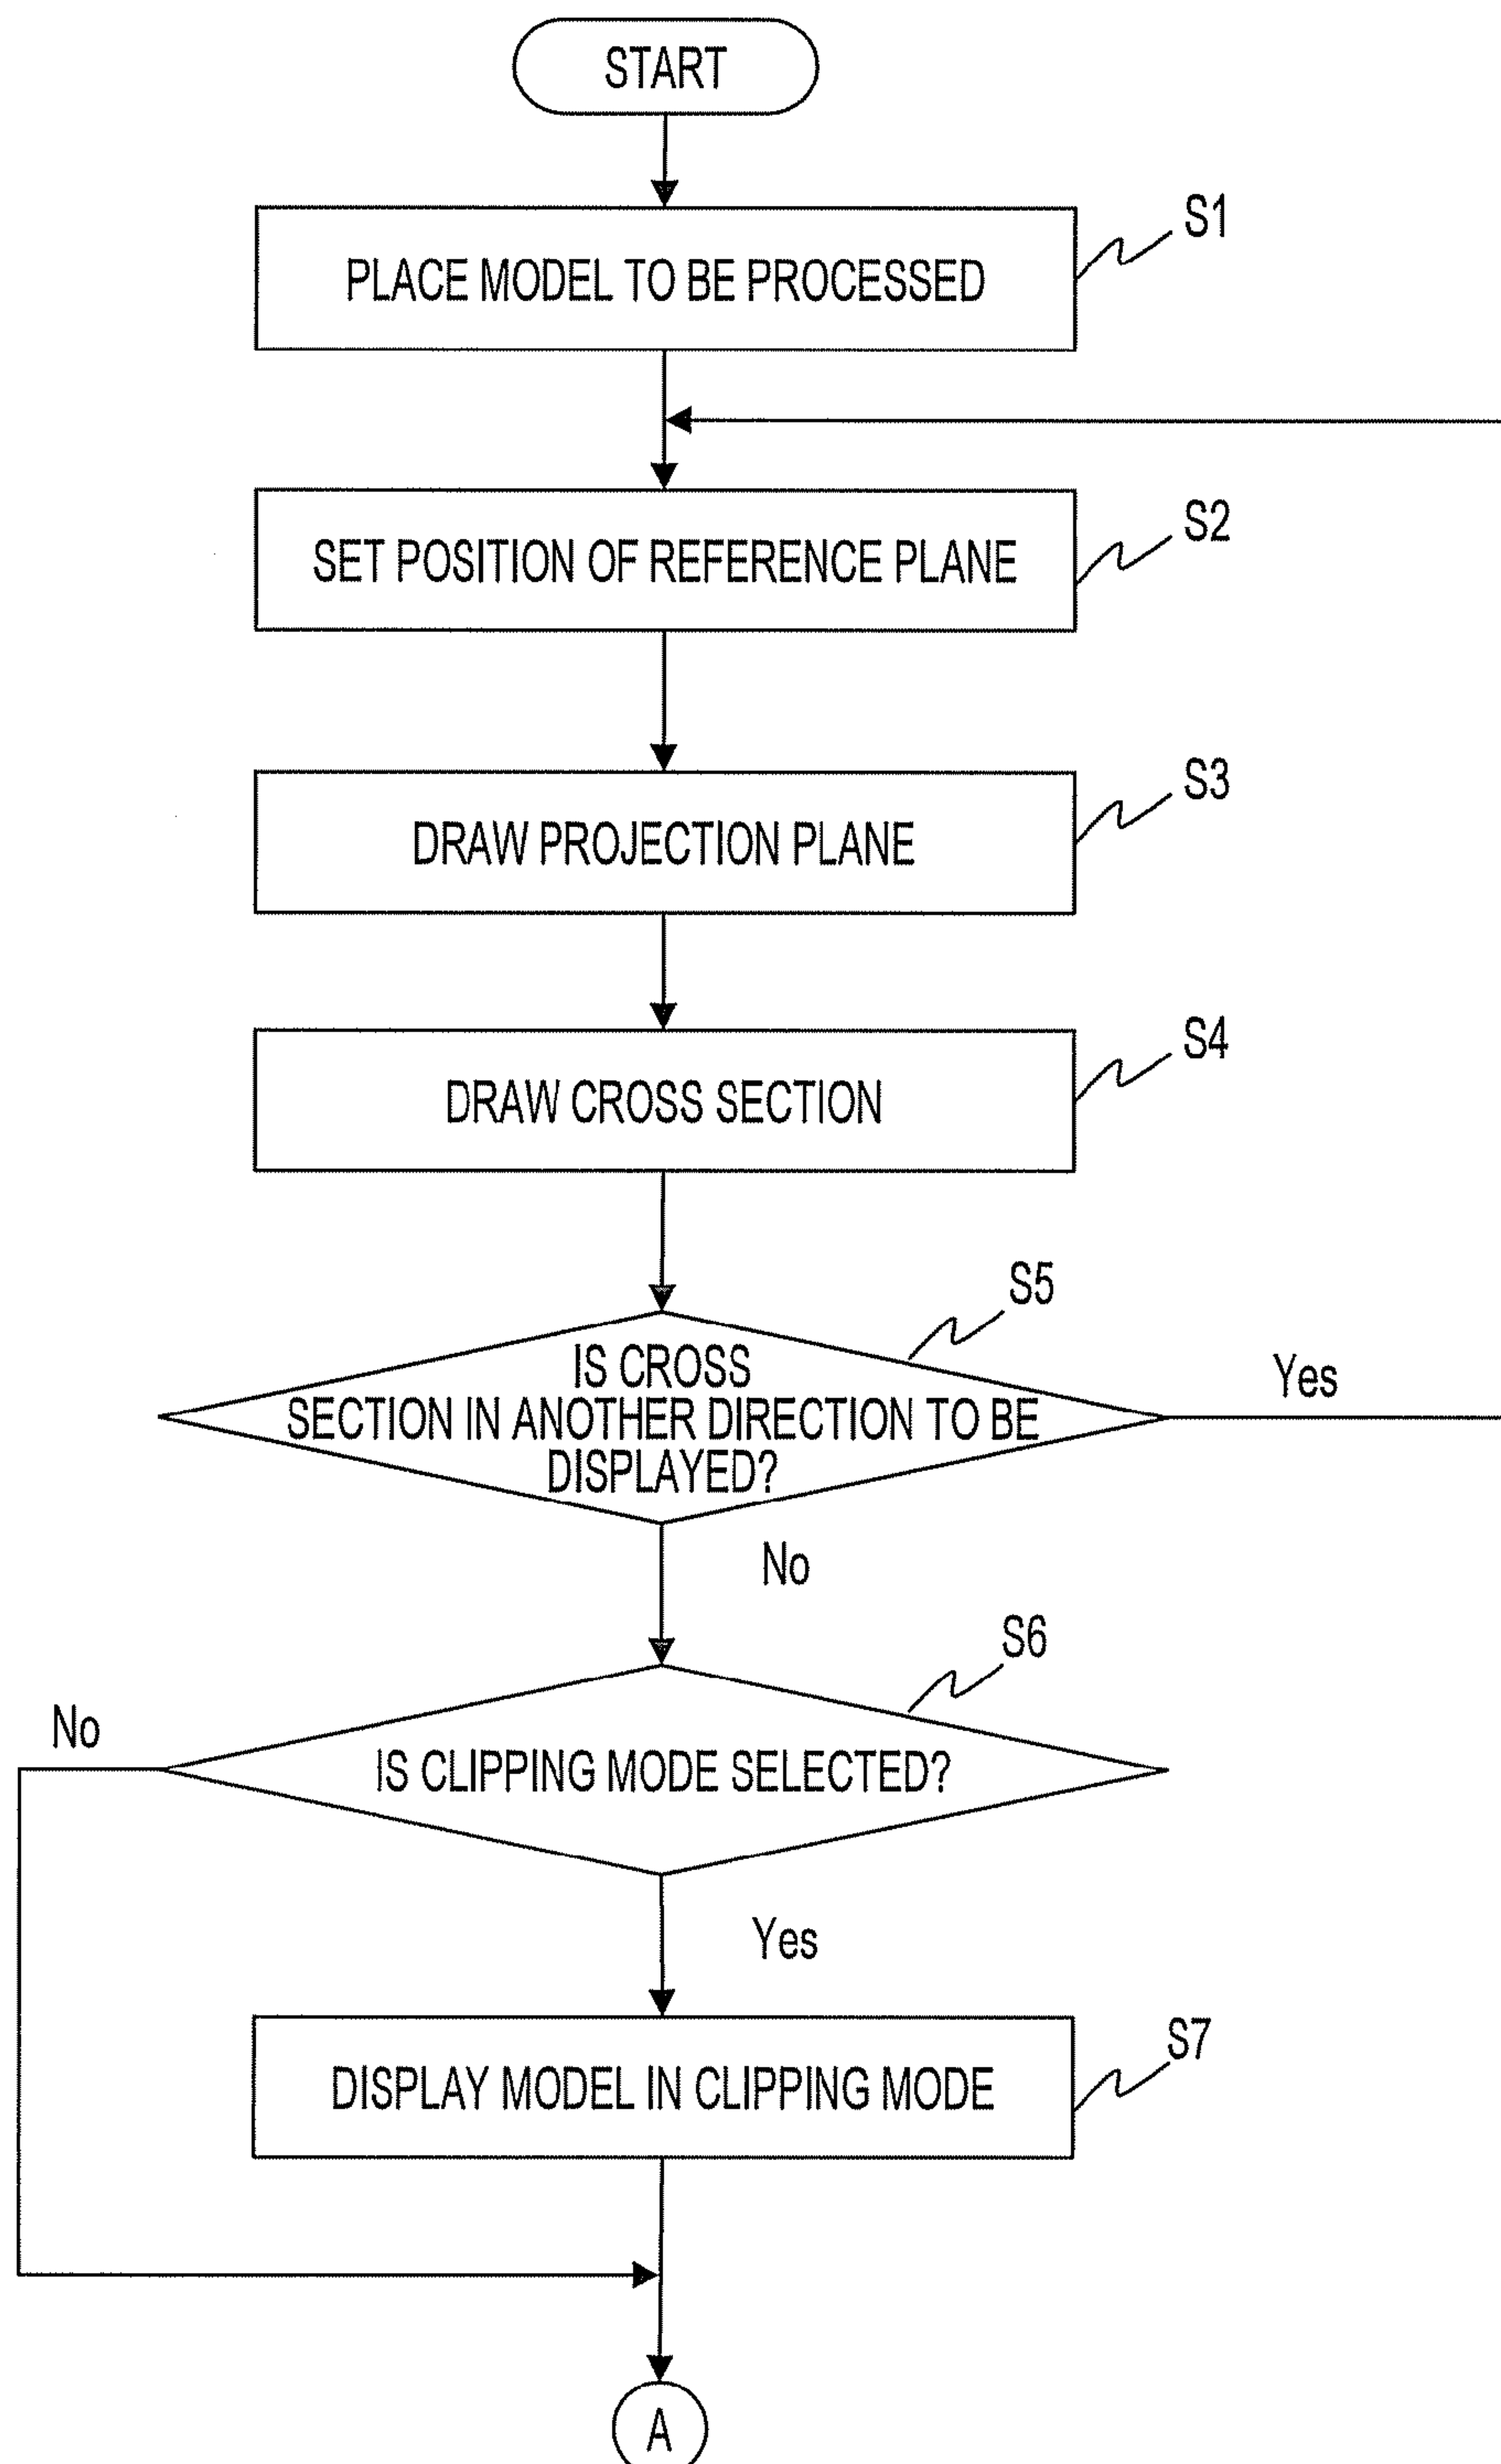 START
S1
PLACE MODEL TO BE PROCESSED
S2
SET POSITION OF REFERENCE PLANE
S3
DRAW PROJECTION PLANE
S4
DRAW CROSS SECTION
S5
IS CROSS
SECTION IN ANOTHER DIRECTION TO BE
DISPLAYED?
Yes
No
S6
No
IS CLIPPING MODE SELECTED?
Yes
S7
DISPLAY MODEL IN CLIPPING MODE
A